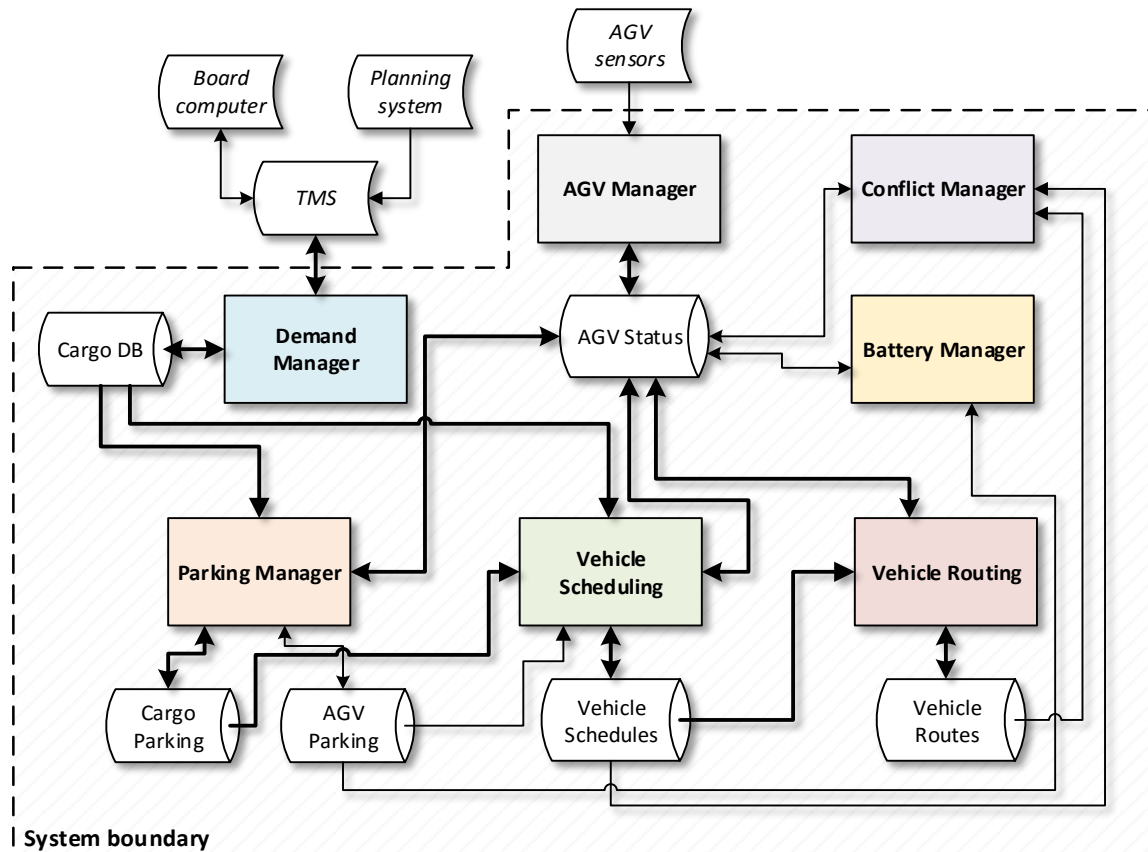 AGV
sensors
Board
computer
Planning
system
TMS
AGV Manager
Conflict Manager
Cargo DB
Demand
Manager
AGV Status
Battery Manager
Parking Manager
Vehicle
Scheduling
Vehicle Routing
Cargo
Parking
AGV
Parking
Vehicle
Schedules
Vehicle
Routes
System boundary